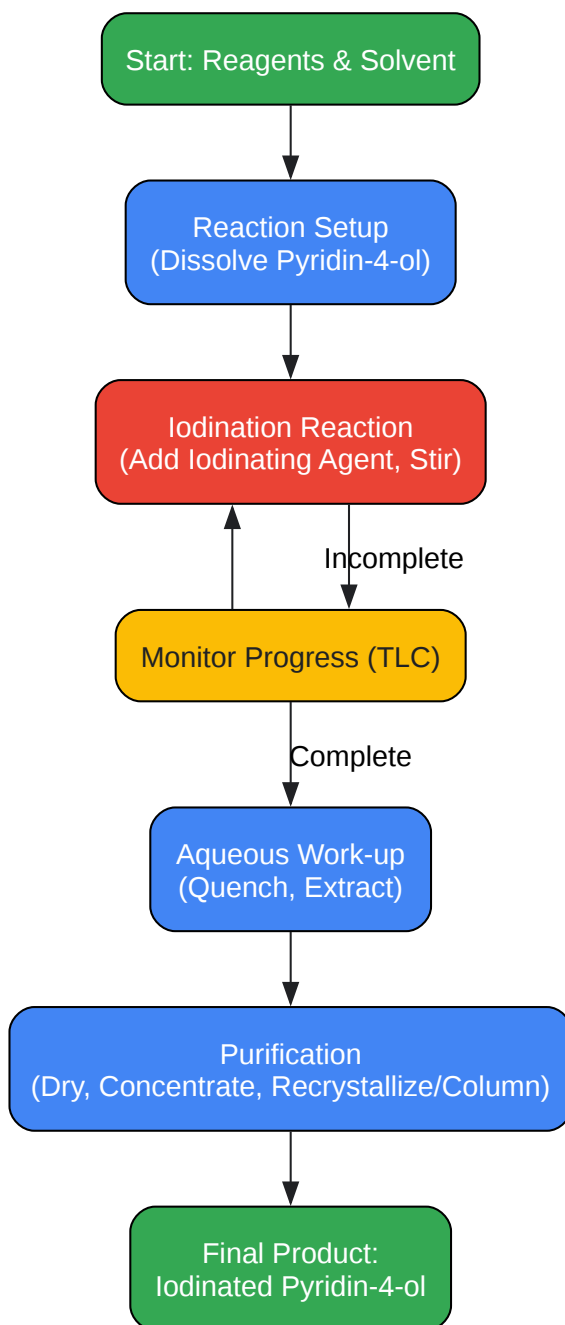 Start: Reagents & Solvent
Reaction Setup
(Dissolve Pyridin-4-ol)
Iodination Reaction
(Add Iodinating Agent, Stir)
Incomplete
Monitor Progress (TLC)
Complete
Aqueous Work-up
(Quench, Extract)
Purification
(Dry, Concentrate, Recrystallize/Column)
Final Product:
Iodinated Pyridin-4-ol